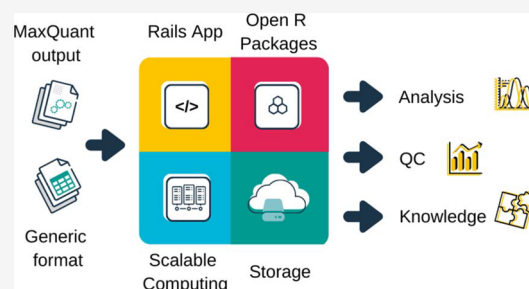 MaxQuant
output
Rails App
Open R
Packages
</>
Analysis
QC
Knowledge
Generic
format
Scalable
Computing
Storage